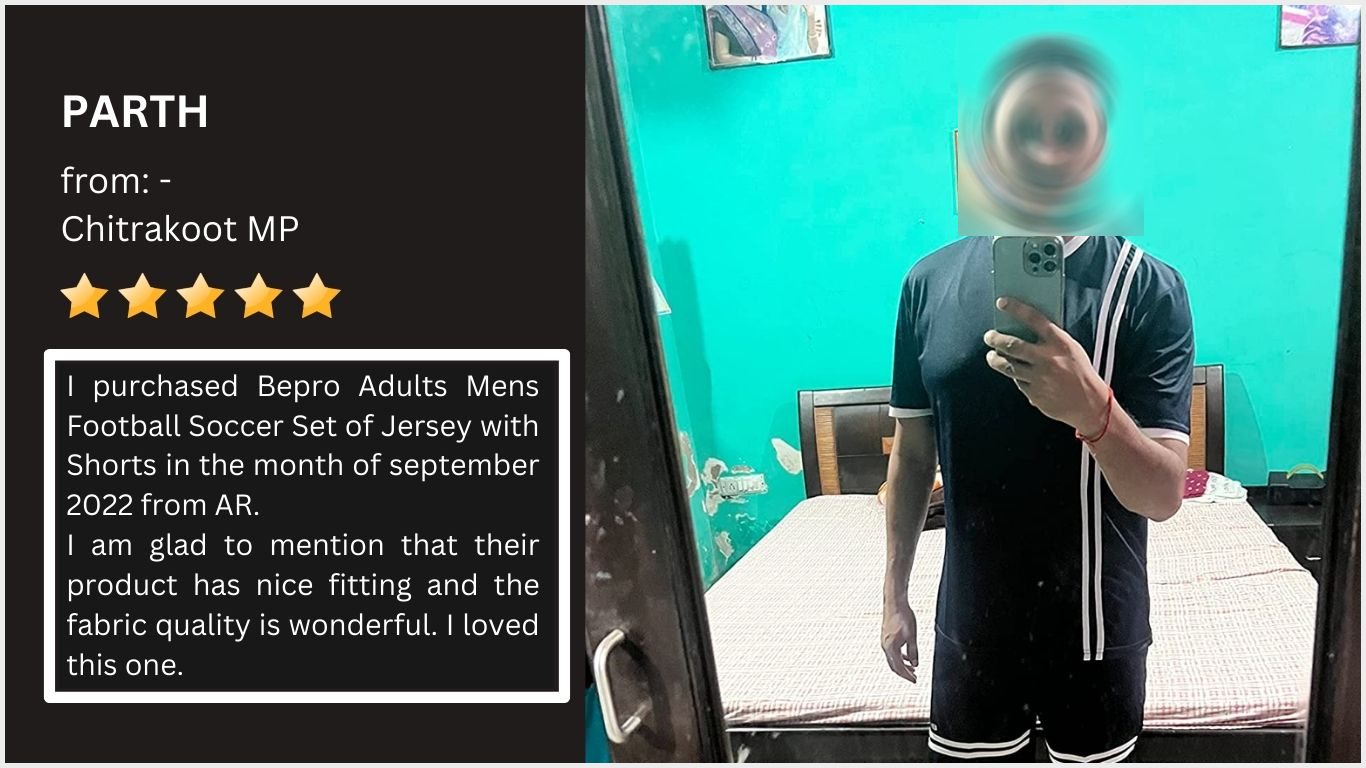 PARTH
from: -
Chitrakoot MP
I purchased Bepro Adults Mens
Football Soccer Set of Jersey with
Shorts in the month of september
2022 from AR.
I am glad to mention that their
product has nice fitting and the
fabric quality is wonderful. I loved
this one.